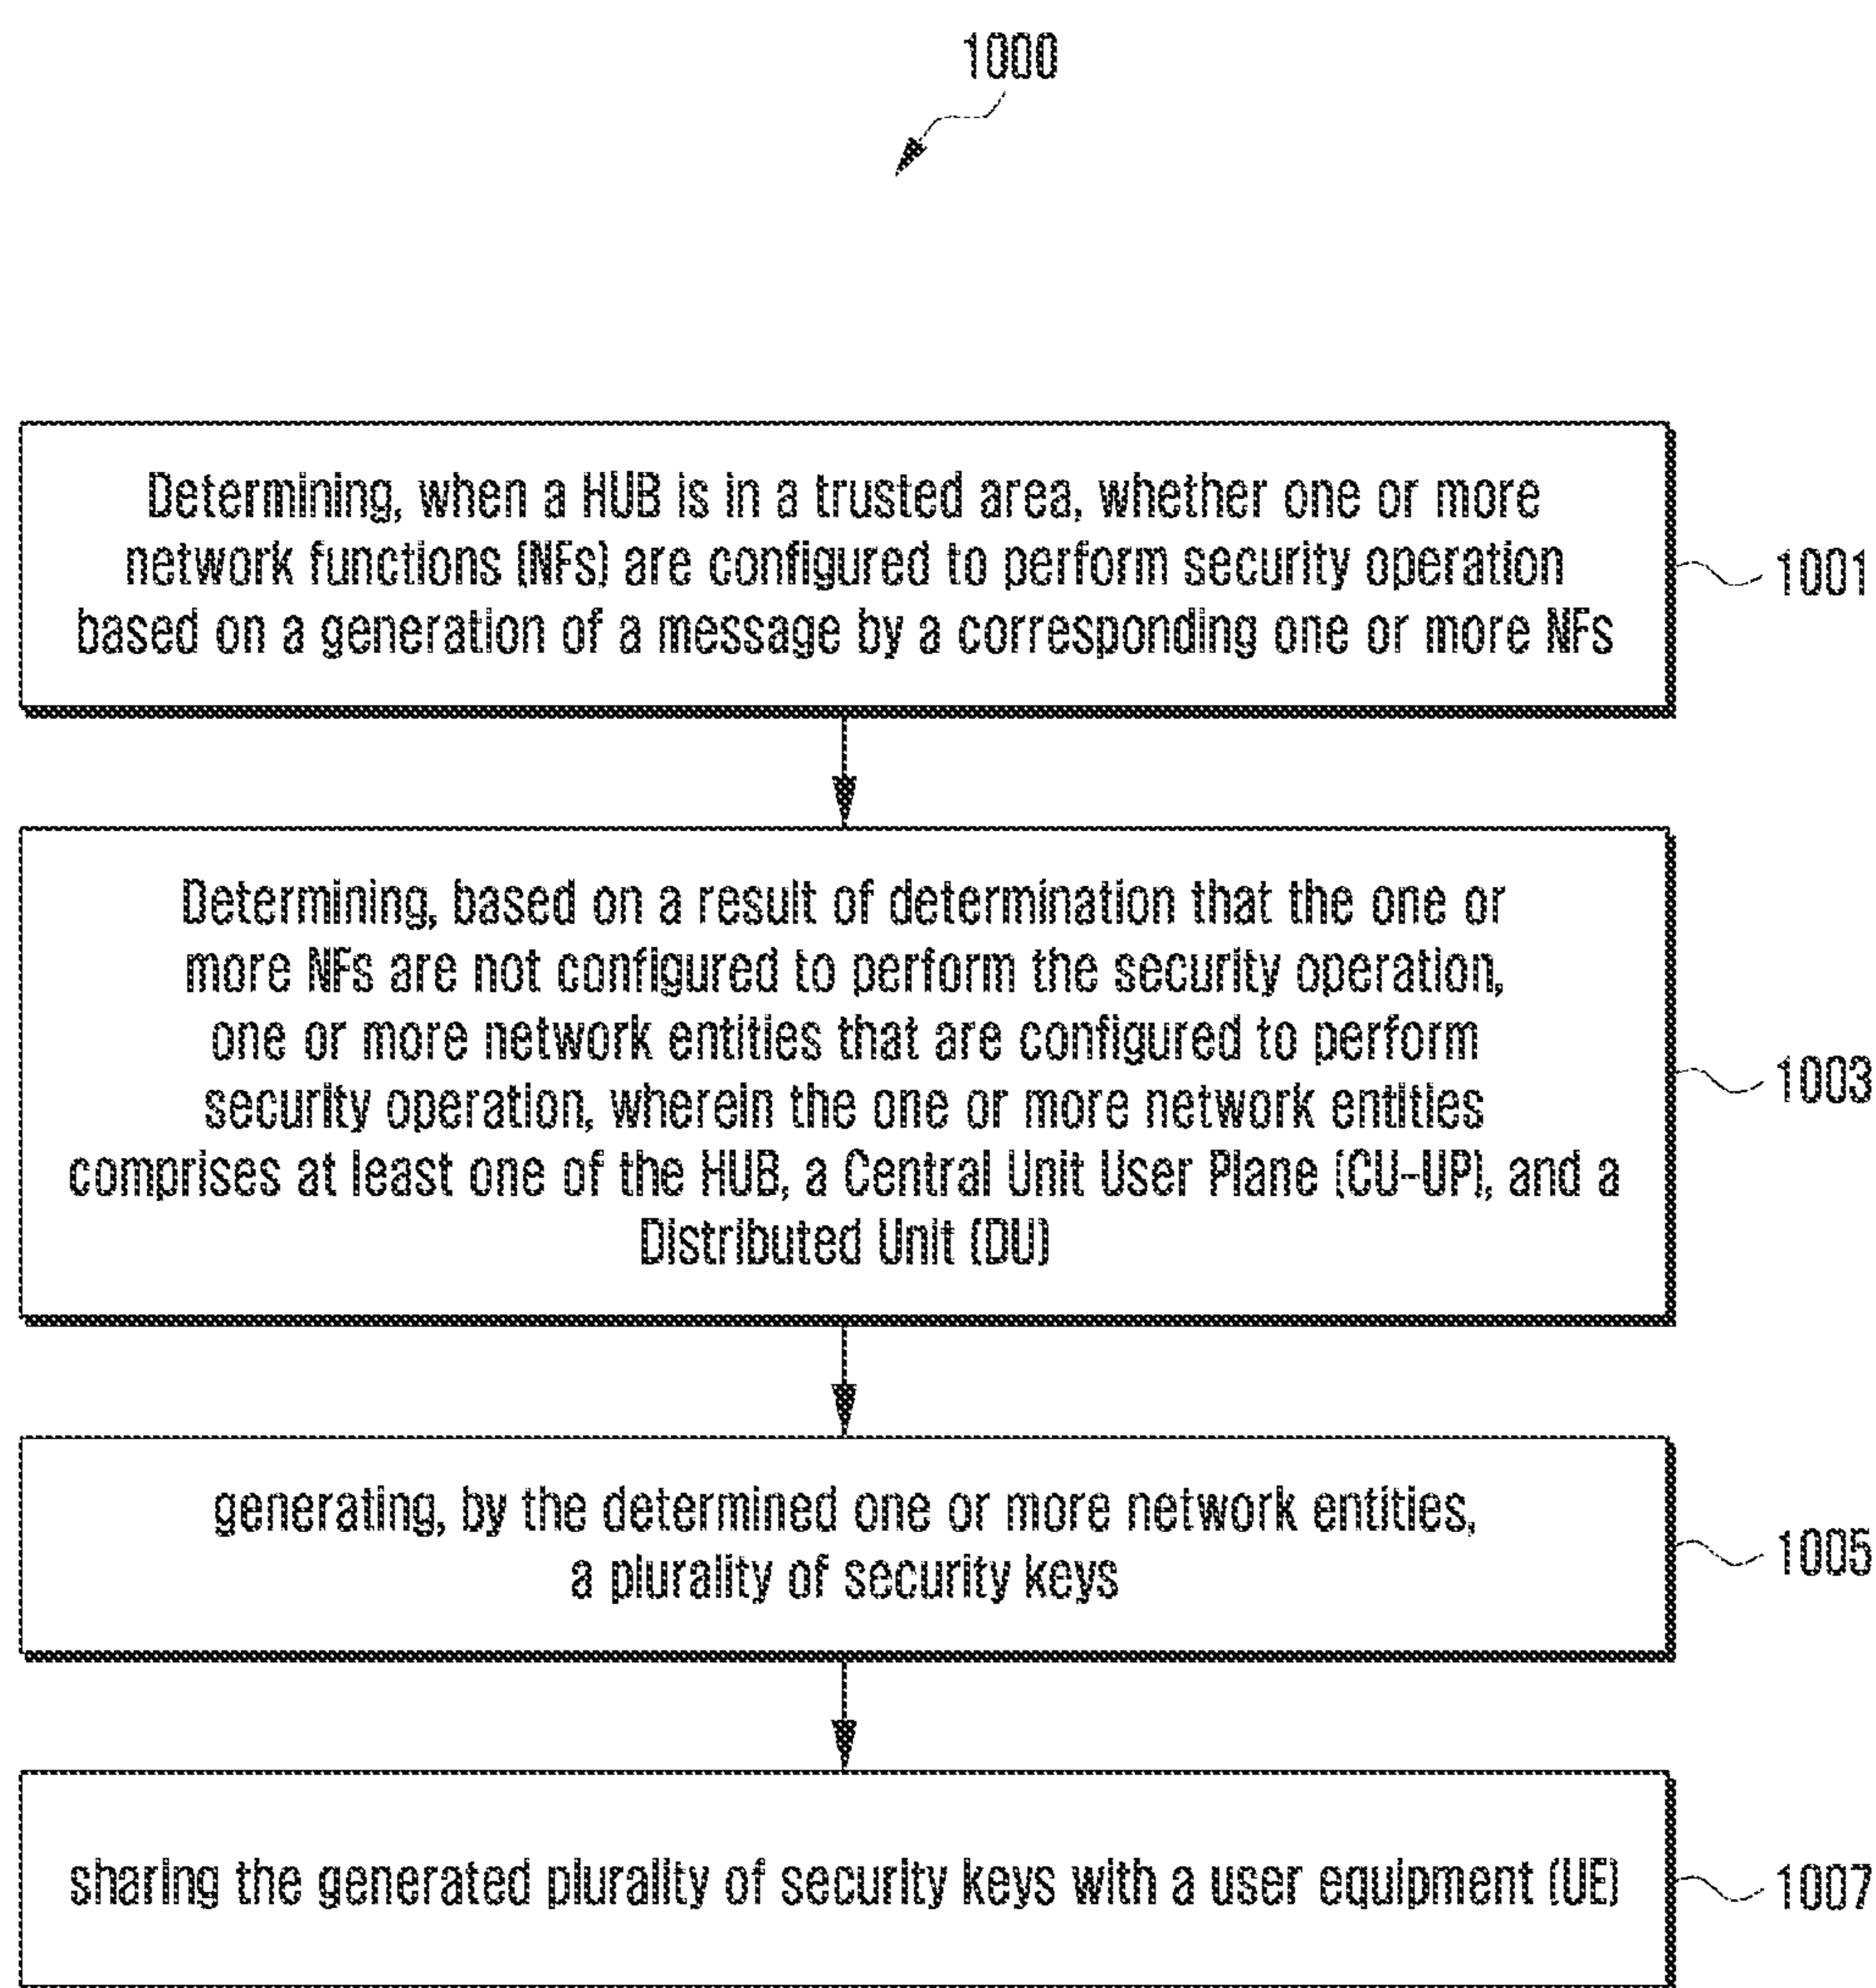 1000
Determining, when a HUB is in a trusted area, whether one or more
network functions (NFs) are configured to perform security operation
based on a generation of a message by a corresponding one or more NFs
1001
Determining, based on a result of determination that the one or
more NFs are not configured to perform the security operation,
one or more network entities that are configured to perform
security operation, wherein the one or more network entities
comprises at least one of the HUB, a Central Unit User Plane (CU-UP), and a
Distributed Unit (DU)
1003
generating, by the determined one or more network entities,
a plurality of security keys
1005
sharing the generated plurality of security keys with a user equipment (UE)
1007